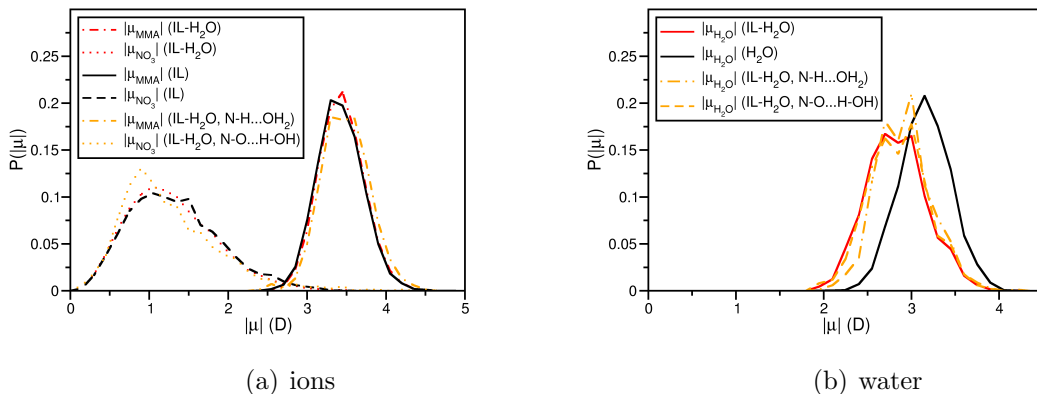 |μMMA| (IL-H2O)
|μNO3| (IL-H2O)
|μMMA| (IL)
|μNO3| (IL)
|μMMA| (IL-H2O, N-H...OH2)
|μNO3| (IL-H2O, N-O...H-OH)
0.25
0.2
0.15
0.1
0.05
0
P(|μ|)
0 1 2 3 4 5
|μ| (D)
(a) ions
|μH2O| (IL-H2O)
|μH2O| (H2O)
|μH2O| (IL-H2O, N-H...OH2)
|μH2O| (IL-H2O, N-O...H-OH)
0.25
0.2
0.15
0.1
0.05
0
P(|μ|)
0 1 2 3 4
|μ| (D)
(b) water